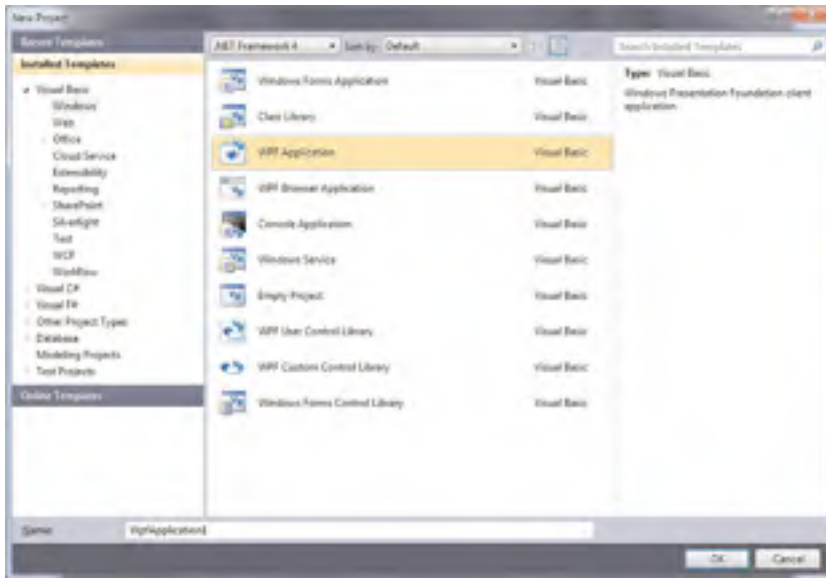 New Project
Recent Templates
Installed Templates
Visual Basic
Windows
Web
Office
Cloud Service
Extensibility
Reporting
SharePoint
Silverlight
Test
WCF
Workflow
Visual C#
Visual F#
Other Project Types
Database
Modeling Projects
Test Projects
Online Templates
.NET Framework 4 Sort by: Default
Windows Forms Application Visual Basic
Class Library Visual Basic
WPF Application Visual Basic
WPF Browser Application Visual Basic
Console Application Visual Basic
Windows Service Visual Basic
Empty Project Visual Basic
WPF User Control Library Visual Basic
WPF Custom Control Library Visual Basic
Windows Forms Control Library Visual Basic
Search Installed Templates
Type: Visual Basic
Windows Presentation Foundation client
application
Name: WpfApplication1
OK Cancel